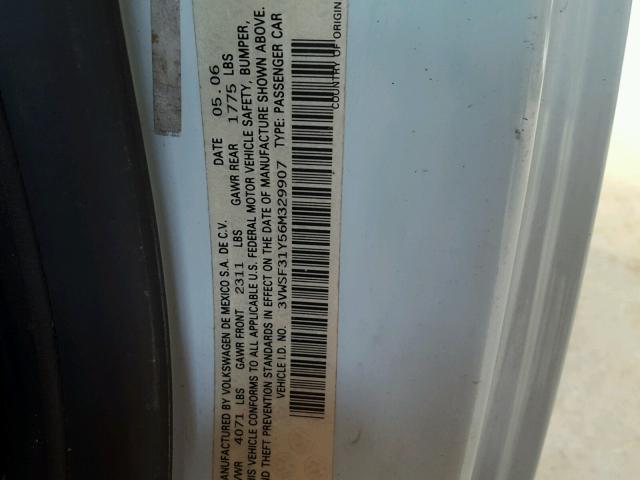 ANUFACTURED BY VOLKSWAGEN DE MEXICO S.A. DE C.V. DATE 05.06
VWR 4071 LBS GAWR FRONT 2311 LBS GAWR REAR 1775 LBS
HIS VEHICLE CONFORMS TO ALL APPLICABLE U.S. FEDERAL MOTOR VEHICLE SAFETY, BUMPER,
ND THEFT PREVENTION STANDARDS IN EFFECT ON THE DATE OF MANUFACTURE SHOWN ABOVE.
VEHICLE I.D. NO. 3VWSF31Y56M329907 TYPE: PASSENGER CAR
COUNTRY OF ORIGIN